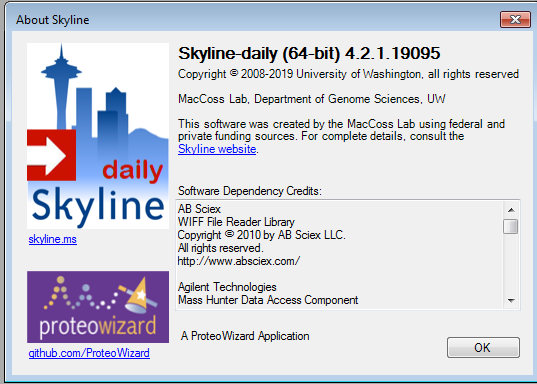 About Skyline
Skyline-daily (64-bit) 4.2.1.19095
Copyright © 2008-2019 University of Washington, all rights reserved
MacCoss Lab, Department of Genome Sciences, UW
This software was created by the MacCoss Lab using federal and
private funding sources. For complete details, consult the
Skyline website.
daily
Skyline
skyline.ms
Software Dependency Credits:
AB Sciex
WIFF File Reader Library
Copyright © 2010 by AB Sciex LLC.
All rights reserved.
http://www.absciex.com/
Agilent Technologies
Mass Hunter Data Access Component
proteowizard
github.com/ProteoWizard
A ProteoWizard Application
OK